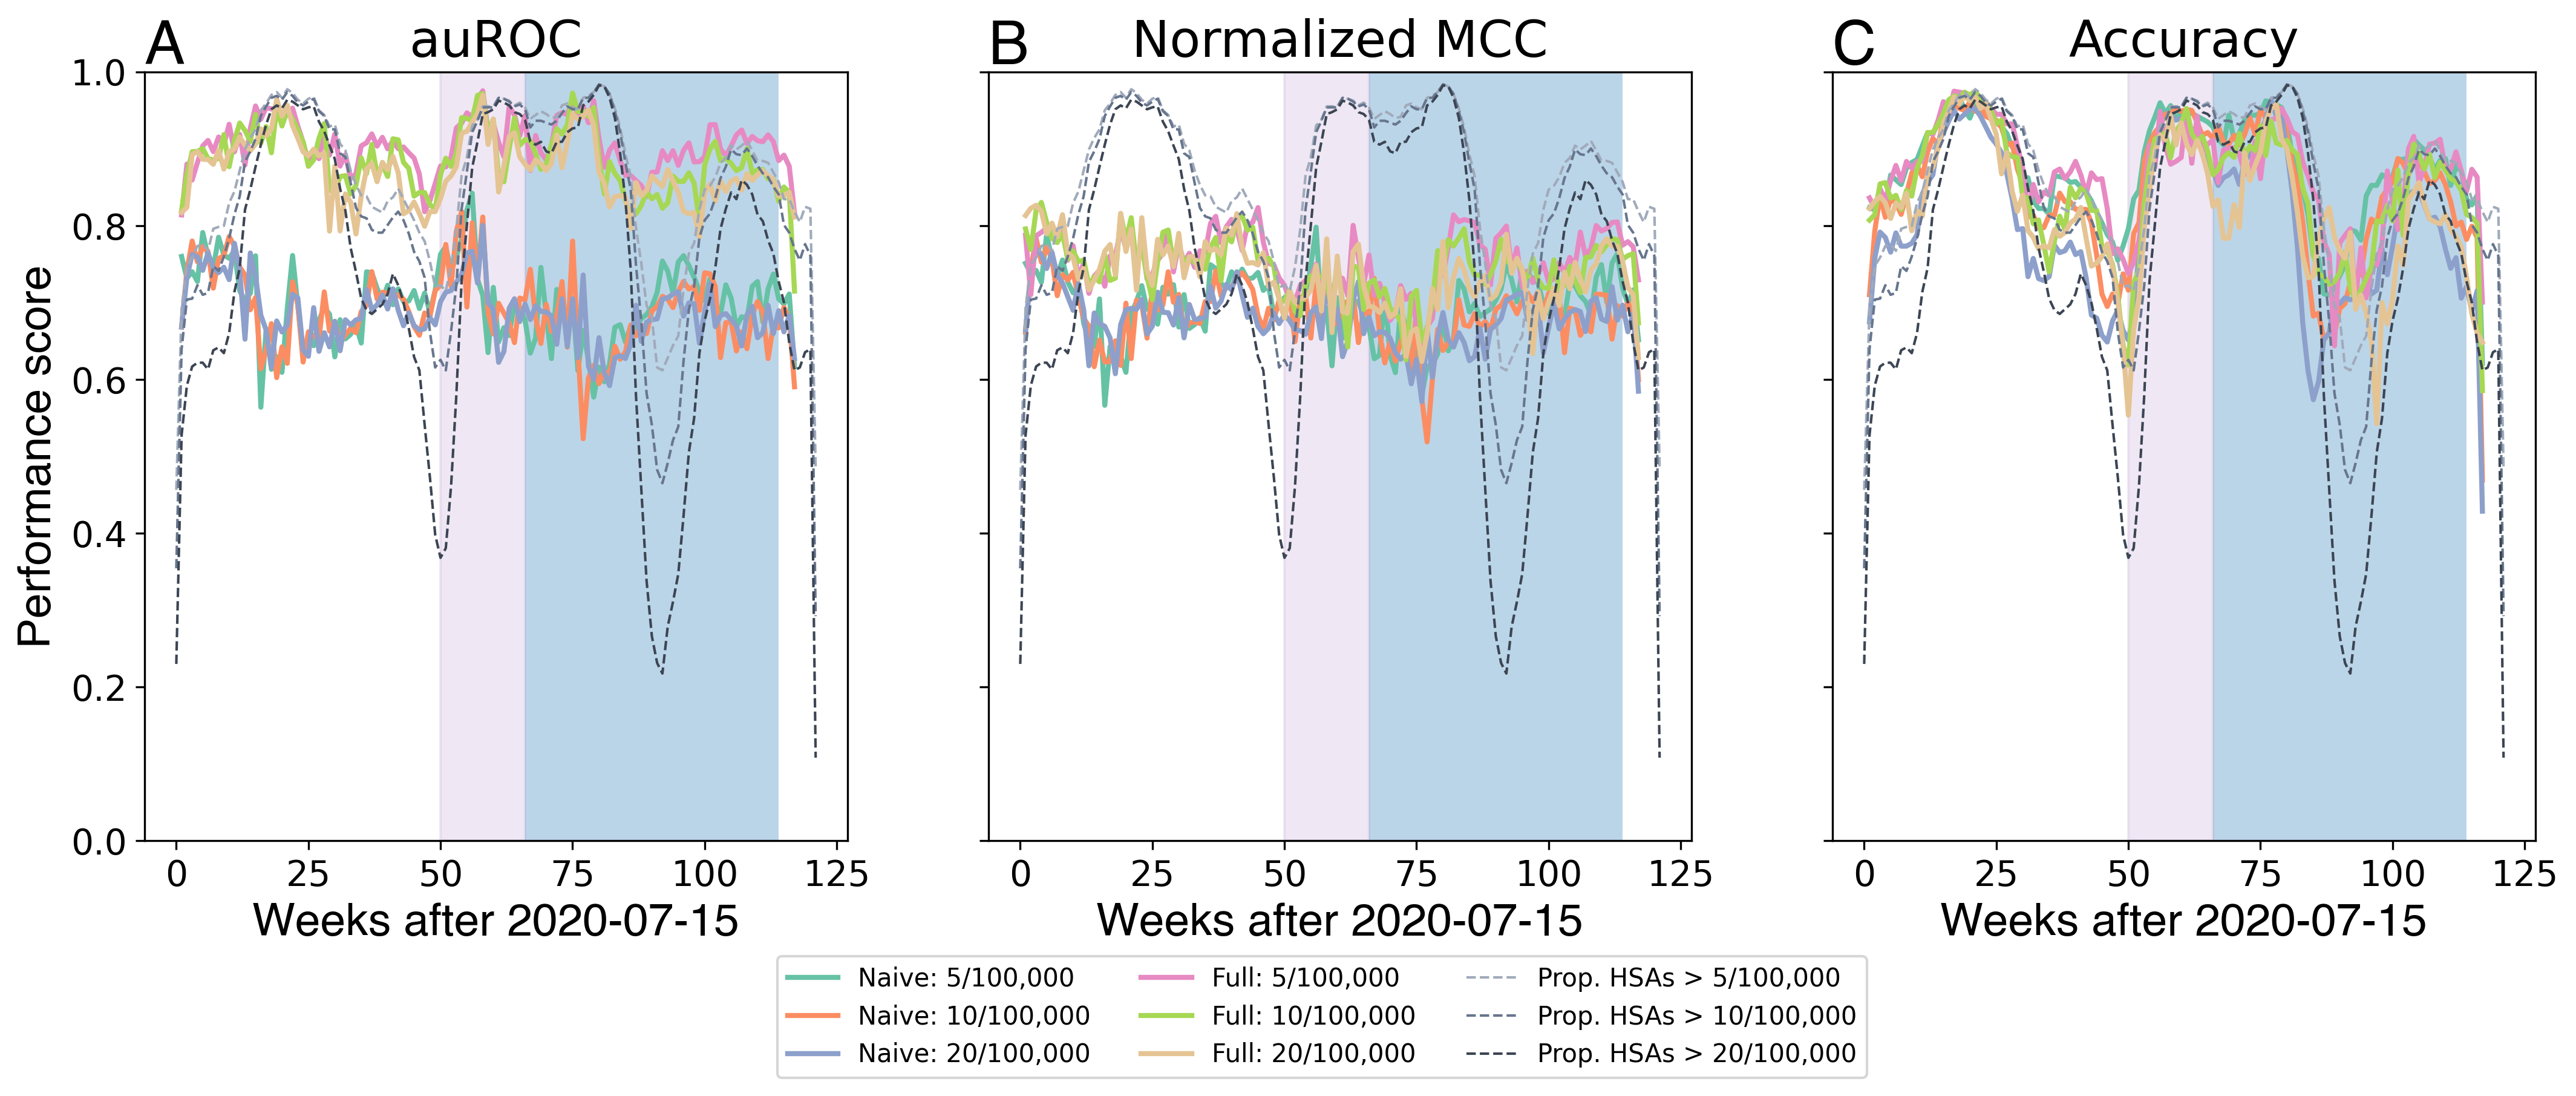 A auROC
B Normalized MCC
C Accuracy
Performance score
1.0
0.8
0.6
0.4
0.2
0.0
0 25 50 75 100 125
0 25 50 75 100 125
0 25 50 75 100 125
Weeks after 2020-07-15
Weeks after 2020-07-15
Weeks after 2020-07-15
Naive: 5/100,000
Naive: 10/100,000
Naive: 20/100,000
Full: 5/100,000
Full: 10/100,000
Full: 20/100,000
Prop. HSAs > 5/100,000
Prop. HSAs > 10/100,000
Prop. HSAs > 20/100,000